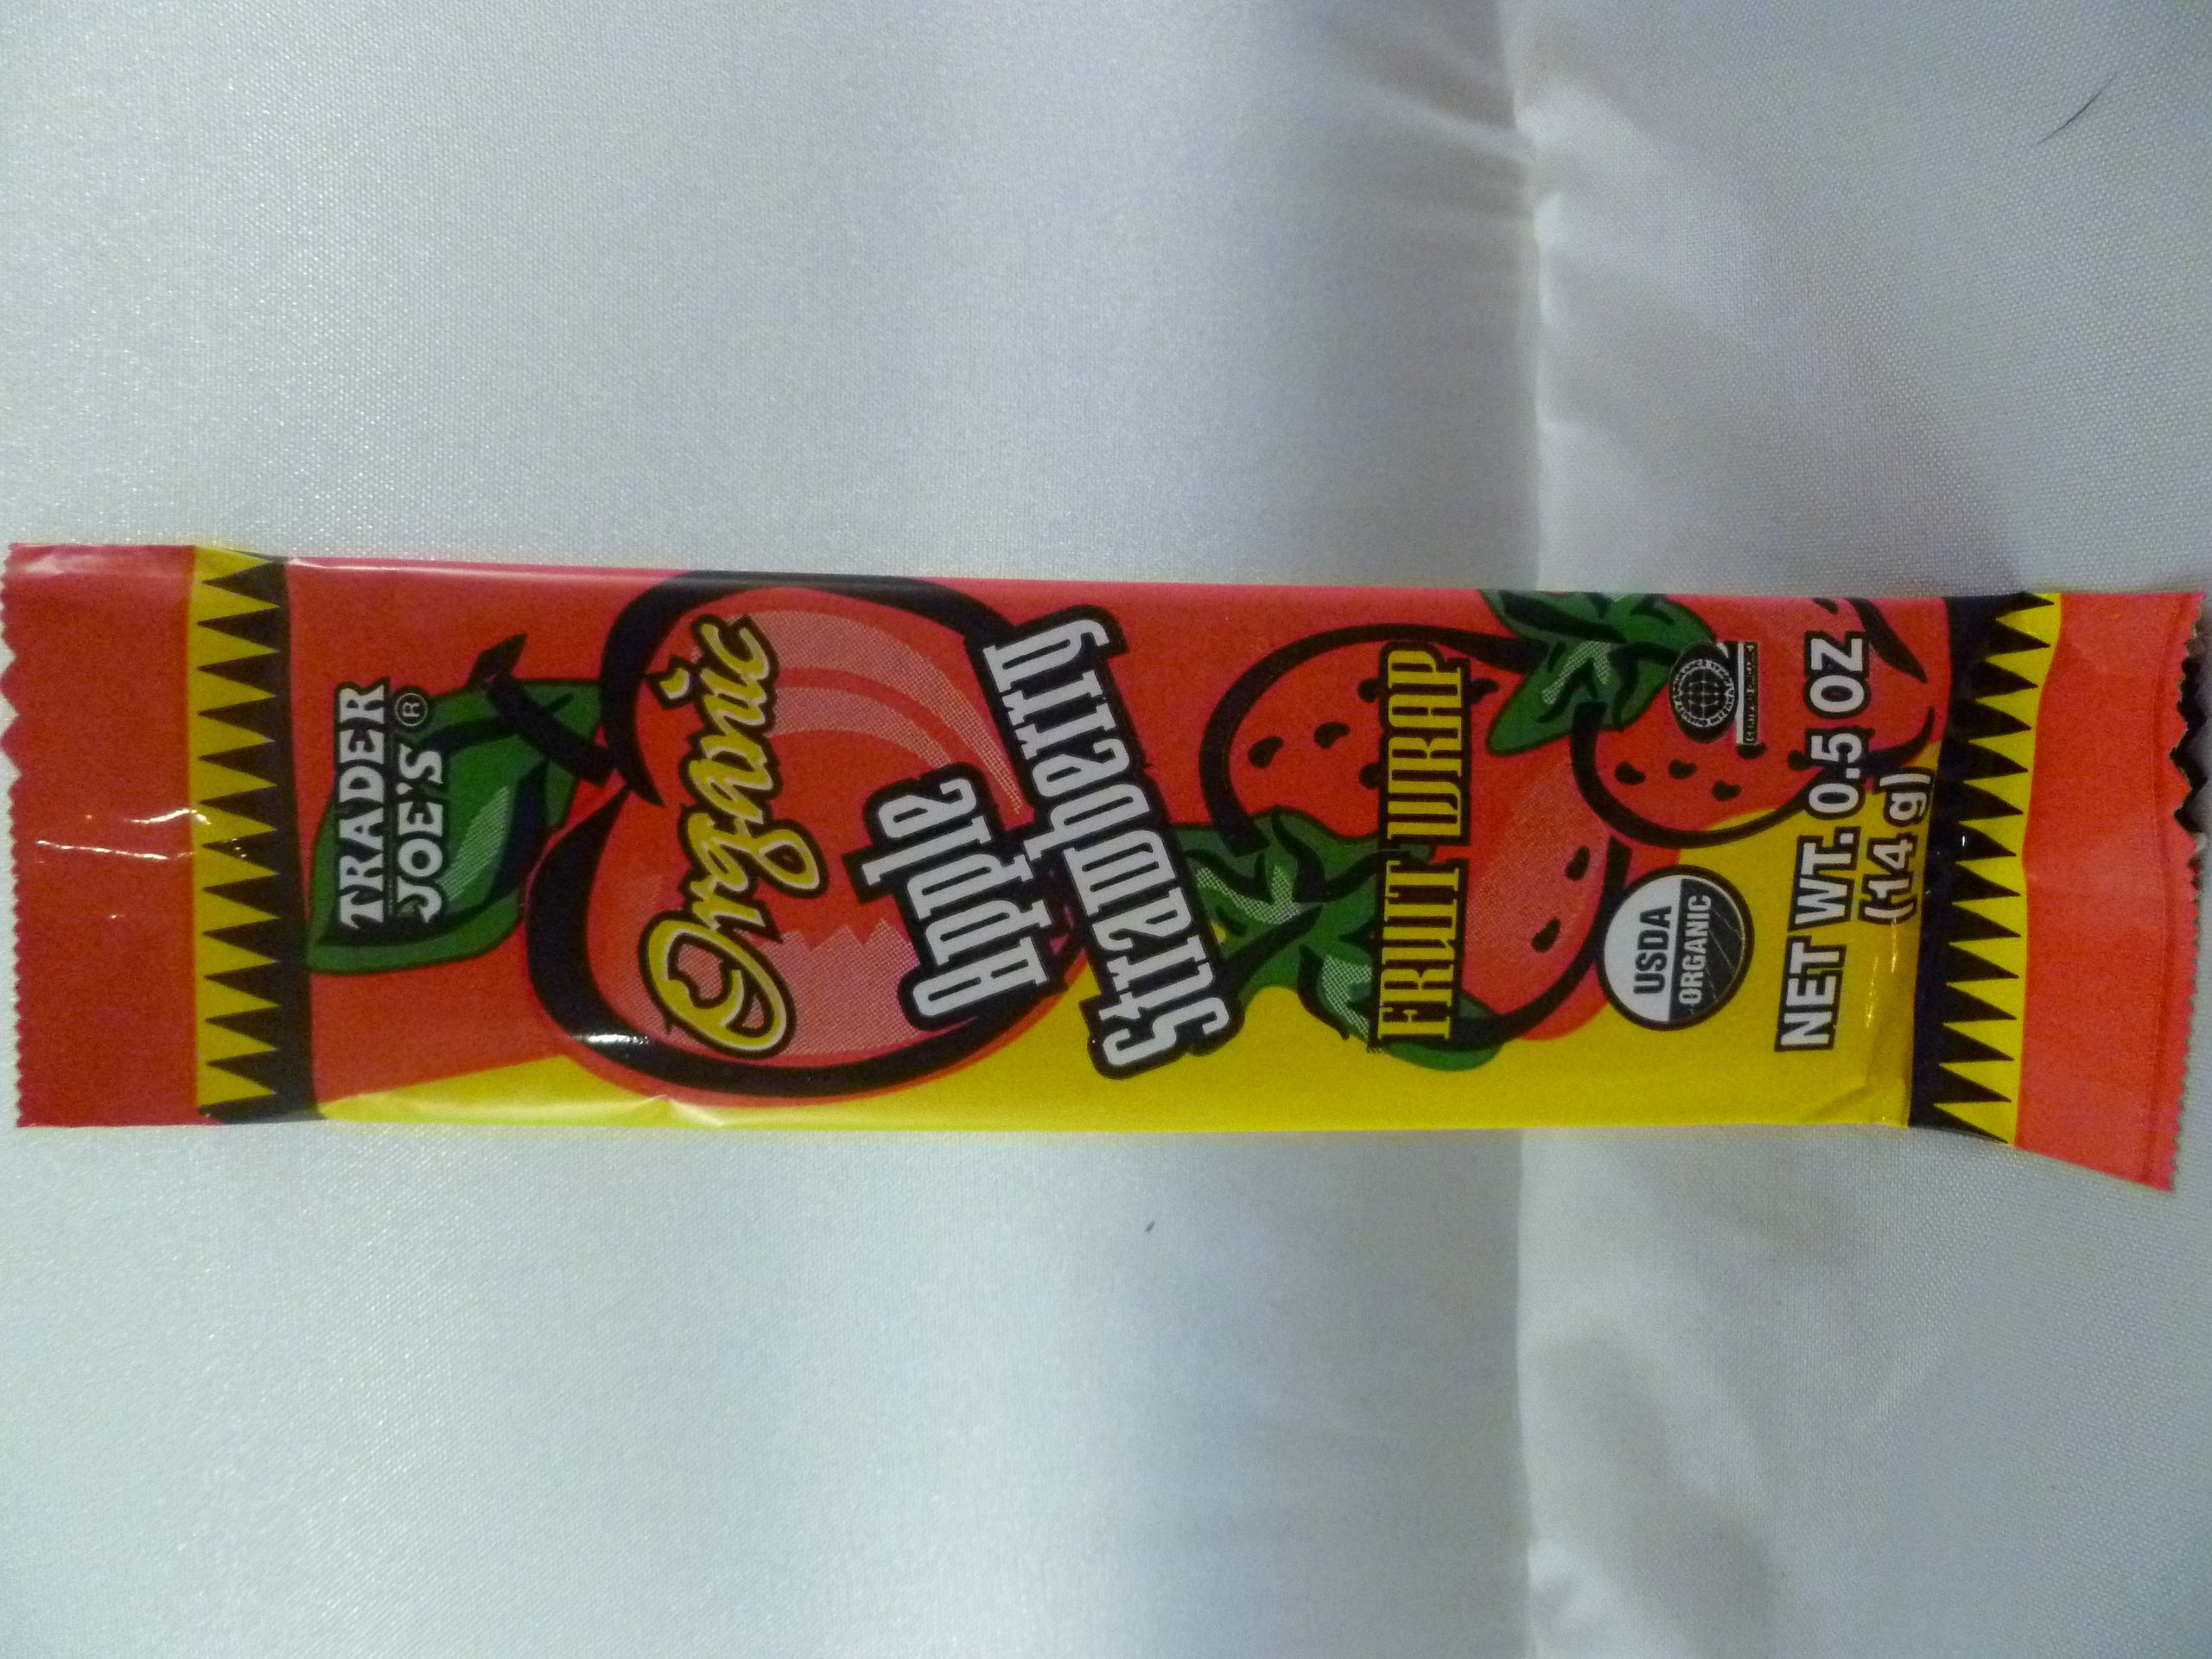 TRADER
JOE'S®
Organic
Apple
Strawberry
FRUIT WRAP
USDA
ORGANIC
NET WT. 0.5 OZ
(14 g)